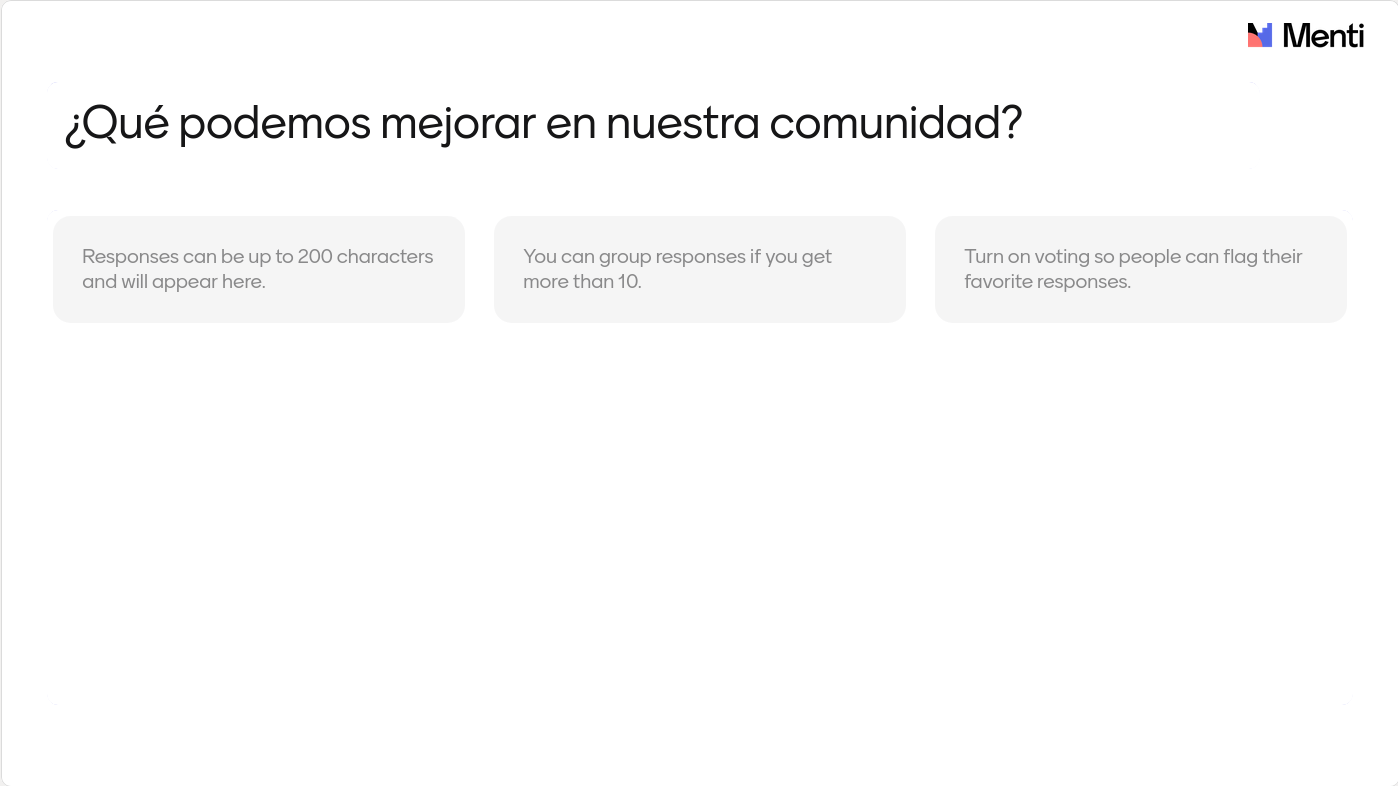 Menti
¿Qué podemos mejorar en nuestra comunidad?
Responses can be up to 200 characters
and will appear here.
You can group responses if you get
more than 10.
Turn on voting so people can flag their
favorite responses.